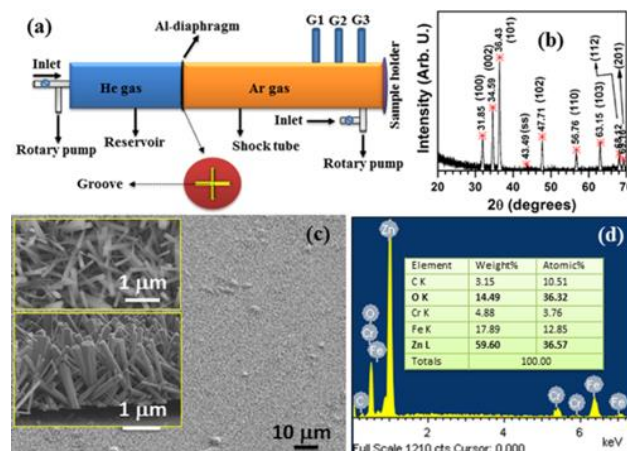 (a)
Al-diaphragm
G1 G2 G3
Inlet
He gas
Ar gas
Sample holder
Inlet
Rotary pump
Reservoir
Shock tube
Rotary pump
Groove
(b)
Intensity (Arb. U.)
31.85 (100)
34.59 (002)
36.43 (101)
43.49 (ss)
47.71 (102)
56.76 (110)
63.15 (103)
(112)
(201)
20 30 40 50 60 70
2θ (degrees)
(c)
1 µm
1 µm
10 µm
(d)
Zn
Element Weight% Atomic%
C K 3.15 10.51
O K 14.49 36.32
Cr K 4.88 3.76
Fe K 17.89 12.85
Zn L 59.60 36.57
Totals 100.00
O
Cr
Fe
C
Cr
Cr
Fe
Fe
2 4 6
keV
Full Scale 1210 cts Cursor: 0.000